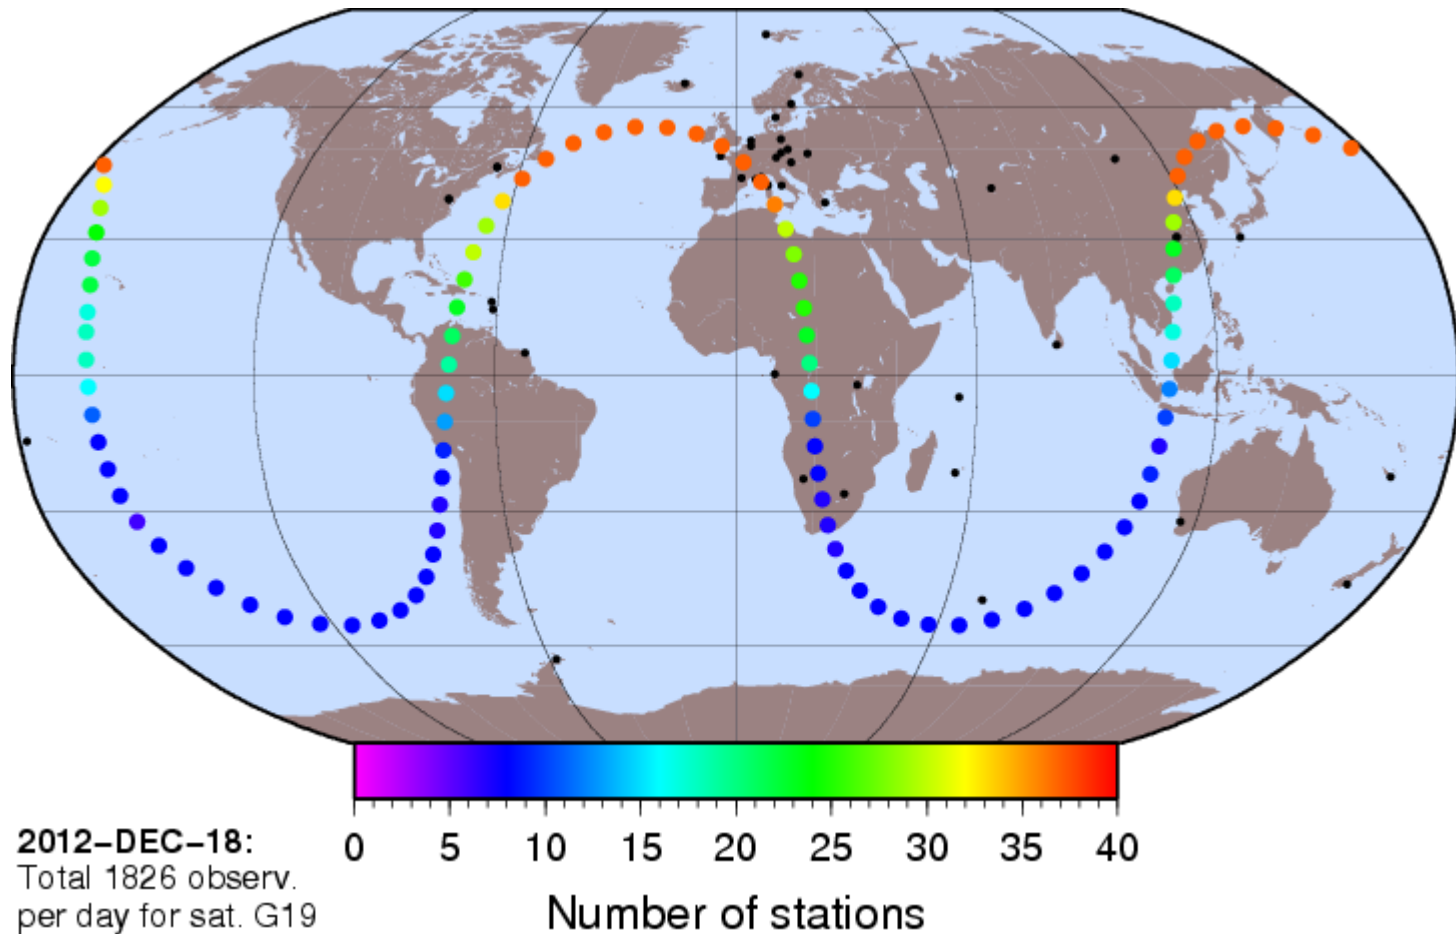 0 5 10 15 20 25 30 35 40
2012–DEC–18:
Total 1826 observ.
per day for sat. G19
Number of stations